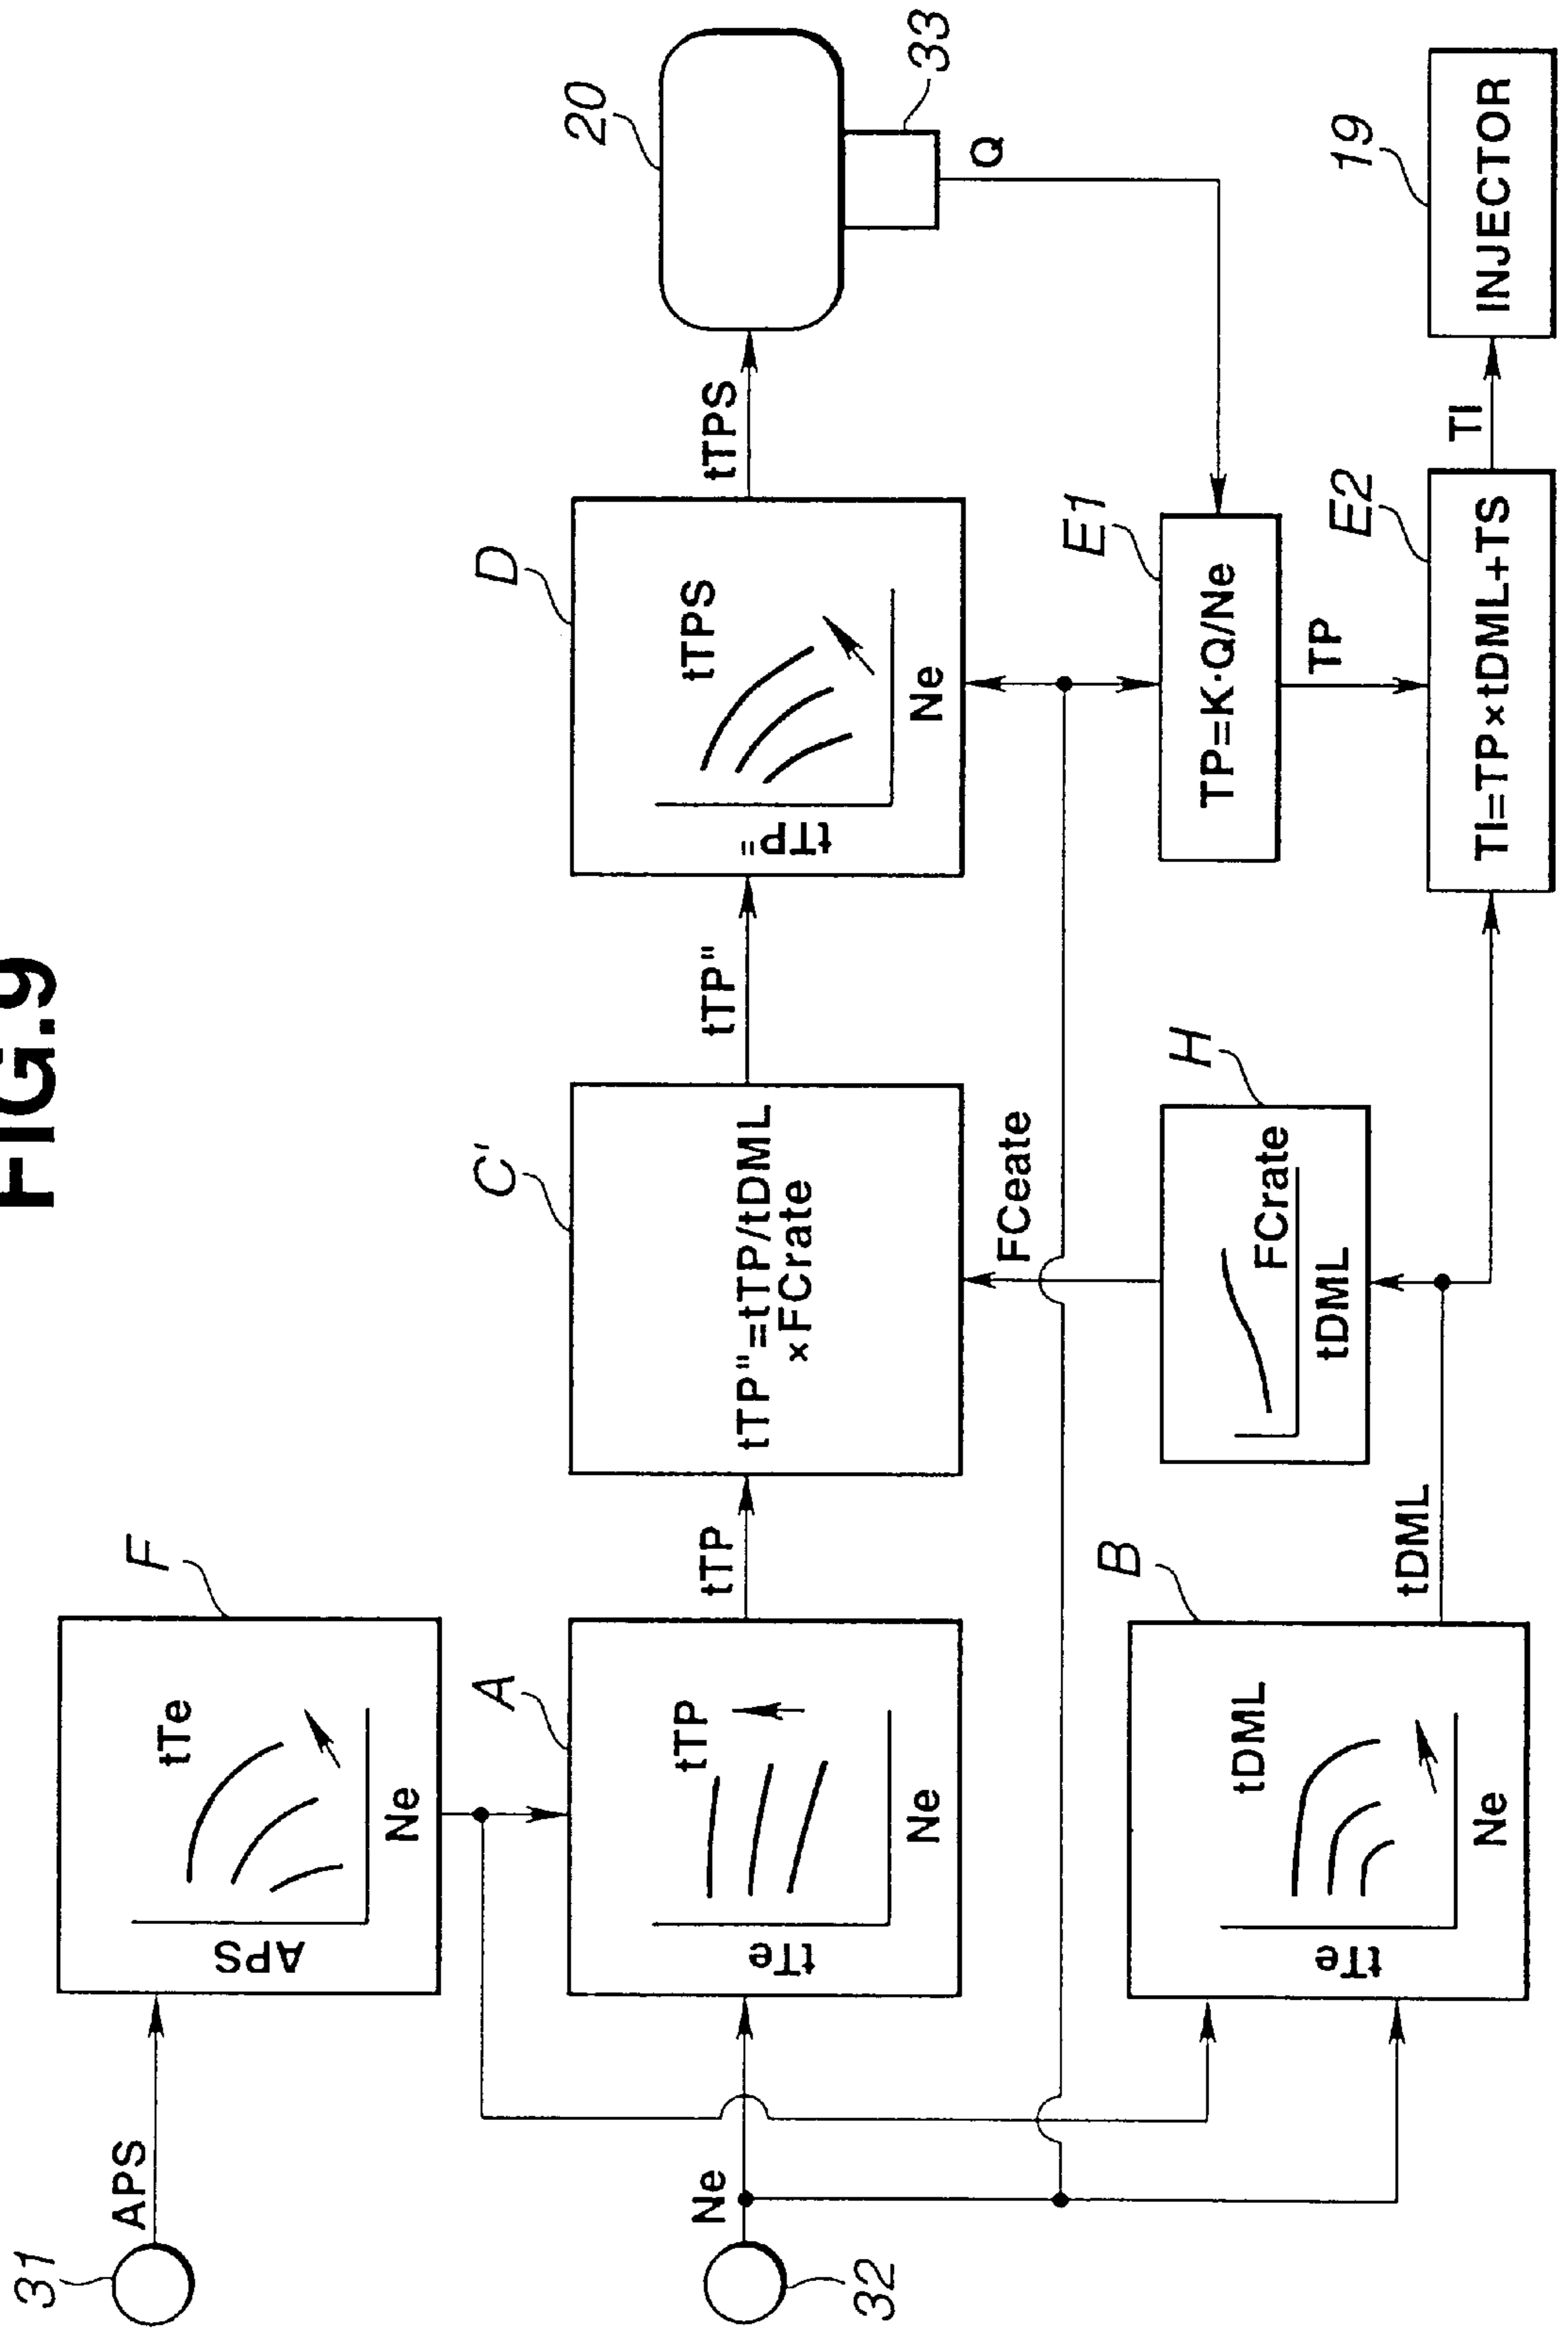 FIG.9
31
APS
F
tTe
APS
Ne
32
Ne
A
tTP
tTe
Ne
tTP
C'
tTP"=tTP/tDML
×FCrate
tTP"
D
tTPS
tTP"
Ne
tTPS
20
33
Q
B
tDML
tTe
Ne
tDML
H
FCrate
tDML
FCeate
E1
TP=K·Q/Ne
TP
E2
TI=TP×tDML+TS
TI
19
INJECTOR